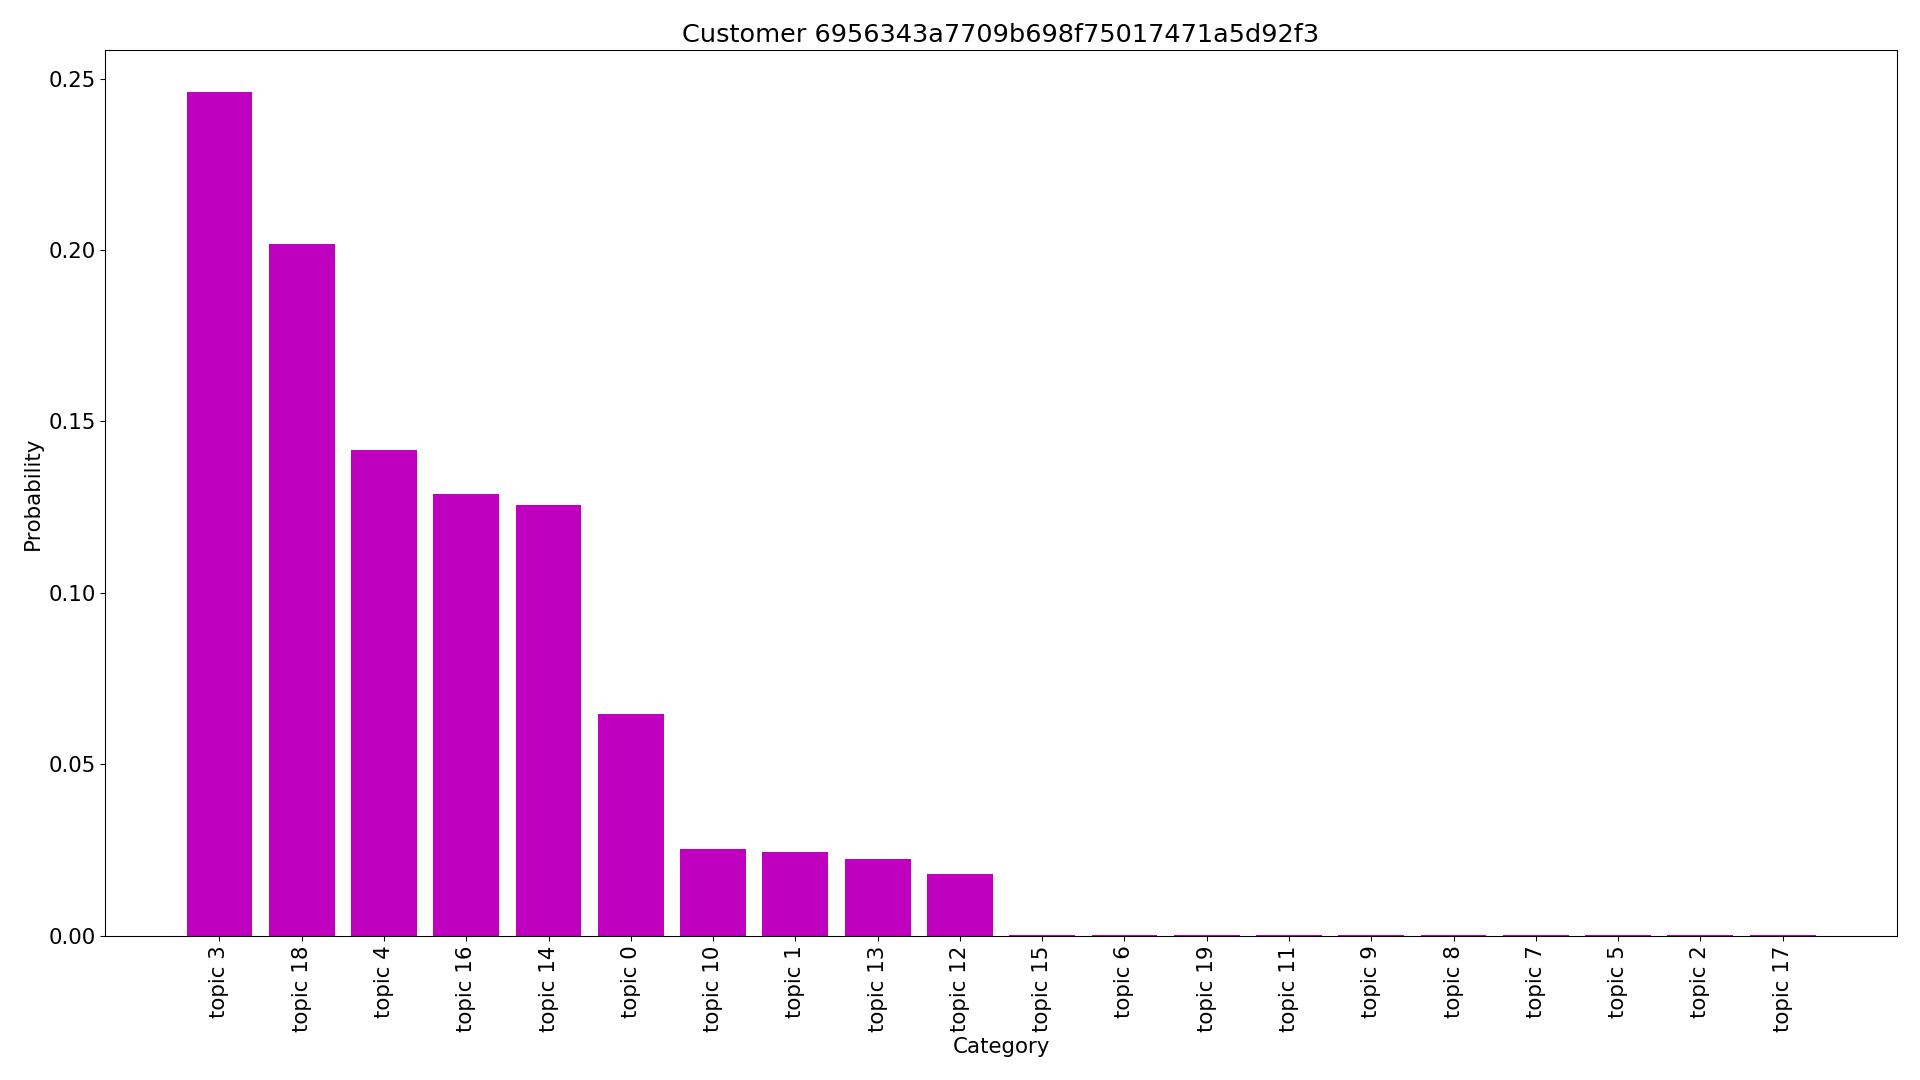 Customer 6956343a7709b698f75017471a5d92f3
Probability
0.25
0.20
0.15
0.10
0.05
0.00
topic 3
topic 18
topic 4
topic 16
topic 14
topic 0
topic 10
topic 1
topic 13
topic 12
topic 15
topic 6
topic 19
topic 11
topic 9
topic 8
topic 7
topic 5
topic 2
topic 17
Category